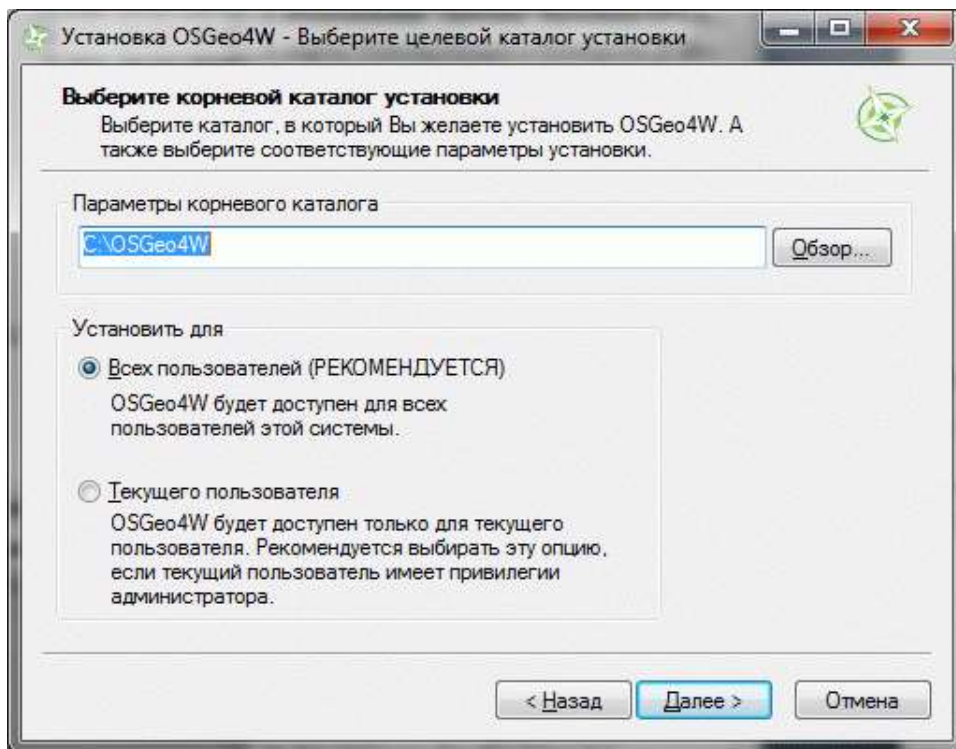 Установка OSGeo4W - Выберите целевой каталог установки
Выберите корневой каталог установки
Выберите каталог, в который Вы желаете установить OSGeo4W. А
также выберите соответствующие параметры установки.
Параметры корневого каталога
C:\OSGeo4W
Обзор...
Установить для
Всех пользователей (РЕКОМЕНДУЕТСЯ)
OSGeo4W будет доступен для всех
пользователей этой системы.
Текущего пользователя
OSGeo4W будет доступен только для текущего
пользователя. Рекомендуется выбирать эту опцию,
если текущий пользователь имеет привилегии
администратора.
< Назад
Далее >
Отмена